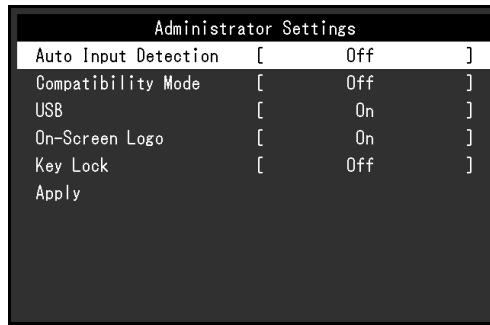 Administrator Settings
Auto Input Detection [ Off ]
Compatibility Mode [ Off ]
USB [ On ]
On-Screen Logo [ On ]
Key Lock [ Off ]
Apply